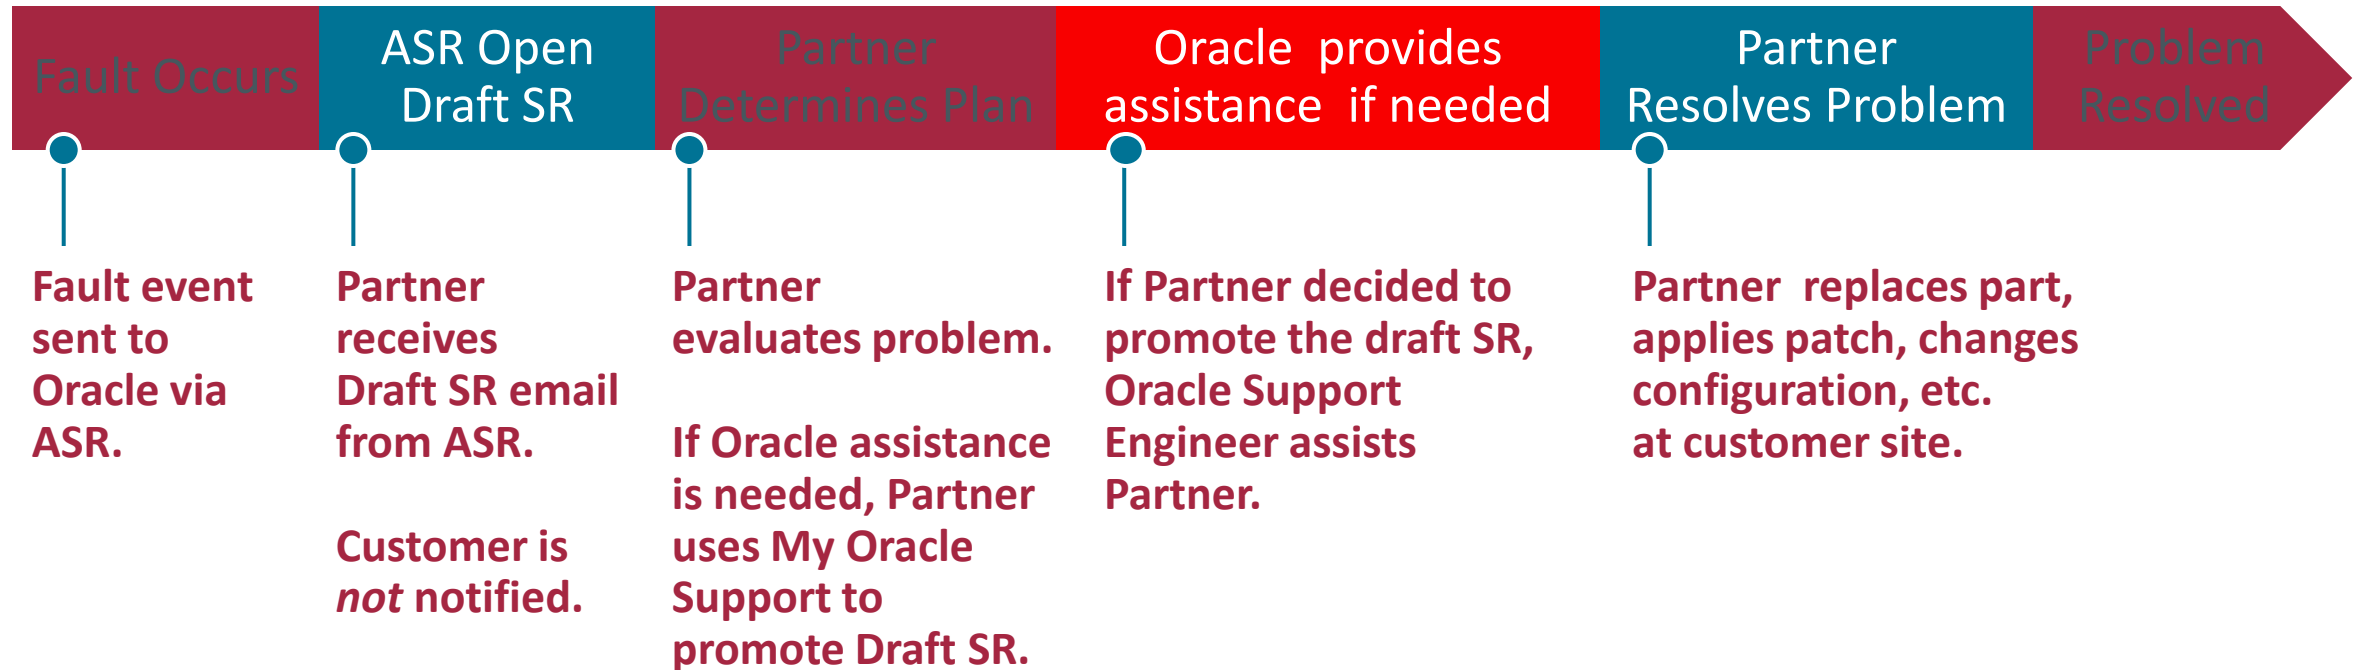 Fault Occurs
ASR Open
Draft SR
Partner
Determines Plan
Oracle  provides
assistance  if needed
Partner
Resolves Problem
Problem
Resolved
Fault event
sent to
Oracle via
ASR.
Partner
receives
Draft SR email
from ASR.
Customer is
not notified.
Partner
evaluates problem.
If Oracle assistance
is needed, Partner
uses My Oracle
Support to
promote Draft SR.
If Partner decided to
promote the draft SR,
Oracle Support
Engineer assists
Partner.
Partner  replaces part,
applies patch, changes
configuration, etc.
at customer site.